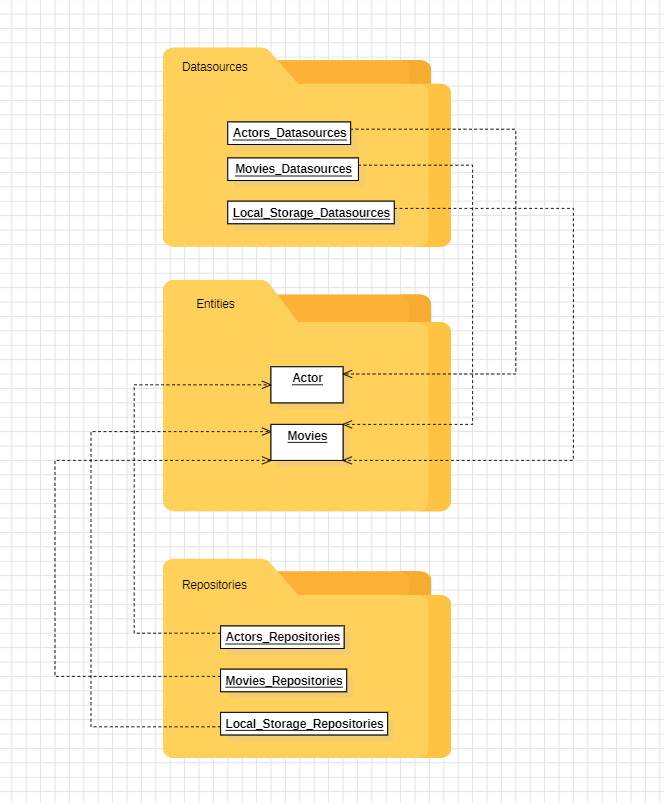 Datasources
Actors_Datasources
Movies_Datasources
Local_Storage_Datasources
Entities
Actor
Movies
Repositories
Actors_Repositories
Movies_Repositories
Local_Storage_Repositories